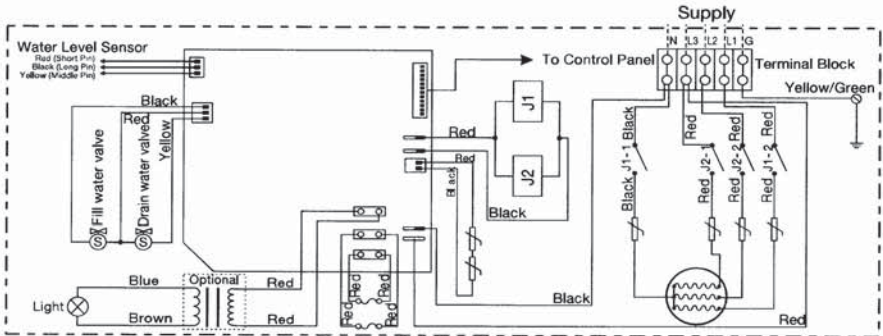 Supply
N L3 L2 L1 G
Water Level Sensor
Red (Short Pin)
Black (Long Pin)
Yellow (Middle Pin)
To Control Panel
Terminal Block
Yellow/Green
Black
Red
Yellow
Fill water valve
Drain water valve
J1
J2
Red
Red
Black
Black
Black
J1-1
Black
Red
J2-1
Red
Red
J2-2
Red
Red
J1-2
Red
Blue
Optional
Red
Light
Brown
Red
Red
Red
Red
Red
Black
Red